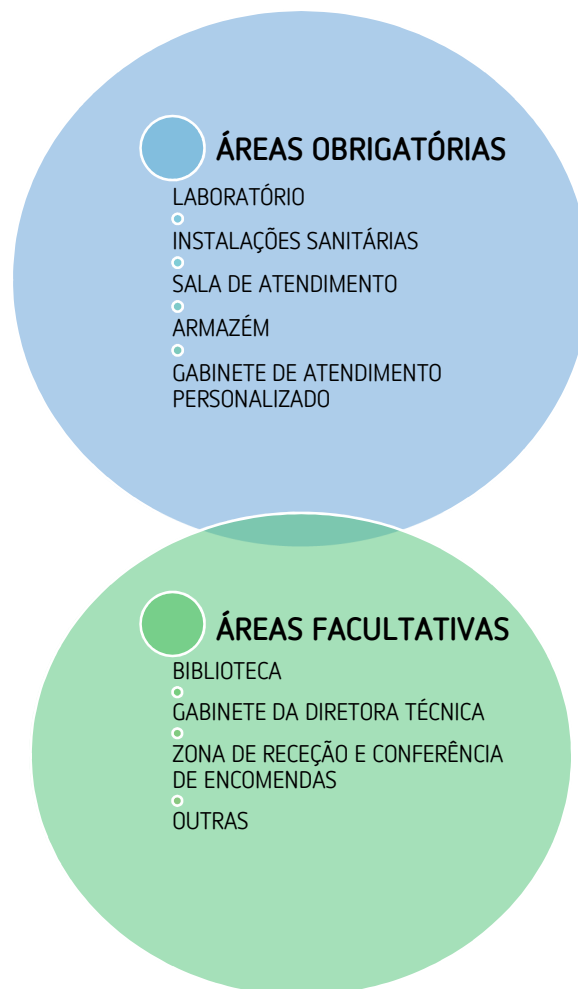 ÁREAS OBRIGATÓRIAS
LABORATÓRIO
INSTALAÇÕES SANITÁRIAS
SALA DE ATENDIMENTO
ARMAZÉM
GABINETE DE ATENDIMENTO
PERSONALIZADO
ÁREAS FACULTATIVAS
BIBLIOTECA
GABINETE DA DIRETORA TÉCNICA
ZONA DE RECEÇÃO E CONFERÊNCIA
DE ENCOMENDAS
OUTRAS